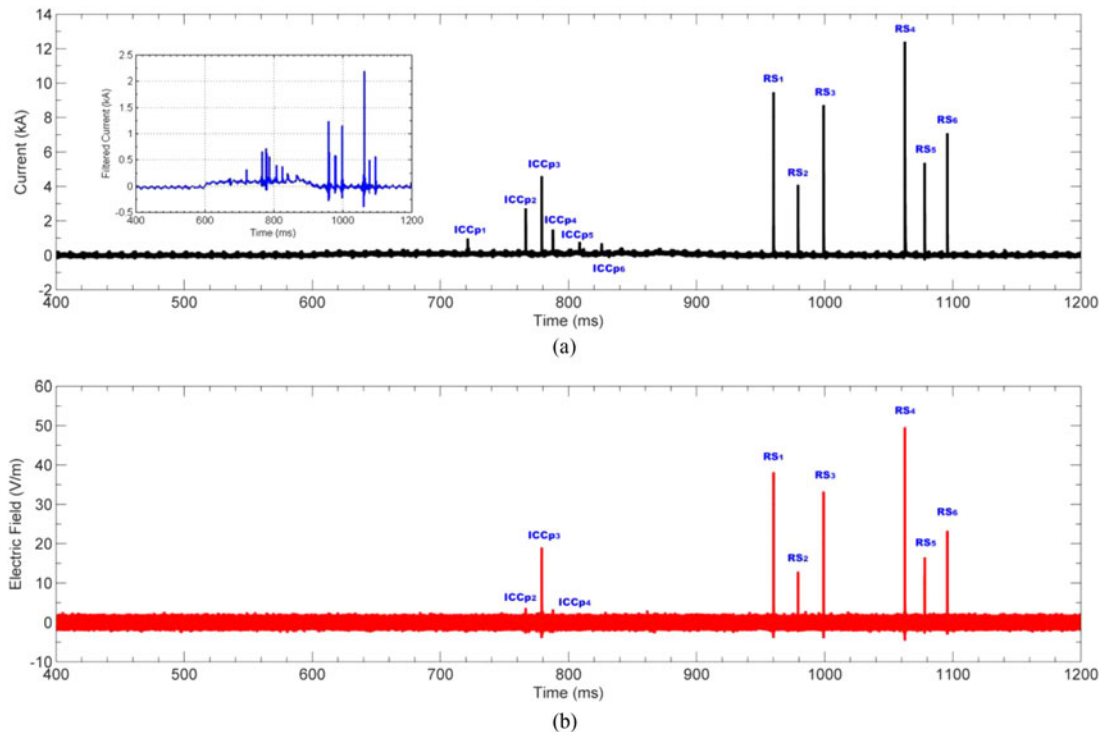 14
12
10
8
6
4
2
0
-2
Current (kA)
2.5
2
1.5
1
0.5
0
-0.5
Filtered Current (kA)
400 600 800 1000 1200
Time (ms)
ICCp1
ICCp2
ICCp3
ICCp4
ICCp5
ICCp6
RS1
RS2
RS3
RS4
RS5
RS6
400 500 600 700 800 900 1000 1100 1200
Time (ms)
(a)
60
50
40
30
20
10
0
-10
Electric Field (V/m)
ICCp2
ICCp3
ICCp4
RS1
RS2
RS3
RS4
RS5
RS6
400 500 600 700 800 900 1000 1100 1200
Time (ms)
(b)